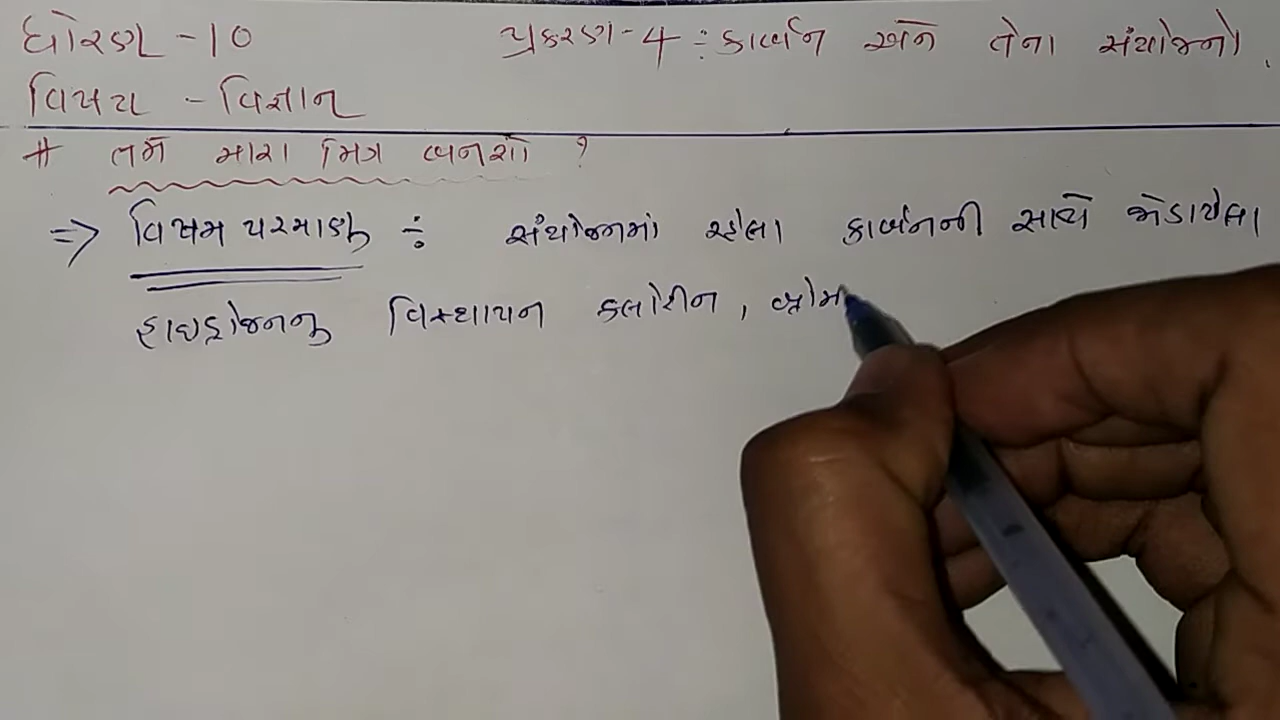 ધોરણ - 10 પ્રકરણ - 4 : કાર્બન અને તેના સંયોજનો.
વિષય - વિજ્ઞાન
# તમે મારા મિત્ર બનશો ?
⇒ વિષમ પરમાણુ ÷ સંયોજનમાં રહેલા કાર્બનની સાથે જોડાયેલા
હાઇડ્રોજનનુ વિસ્થાપન ક્લોરીન, બ્રોમ